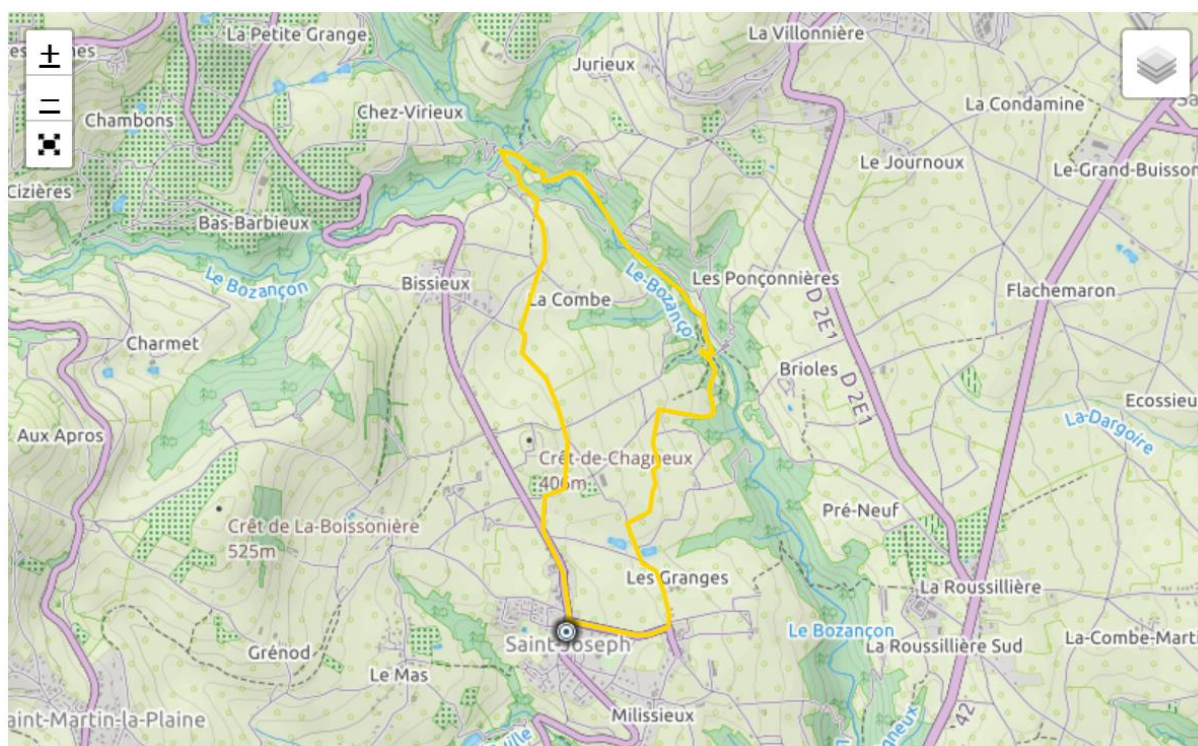 La Petite Grange
La Villonnière
±
Jurieux
=
Chez-Virieux
La Condamine
Chambons
Le Journoux
Le-Grand-Buisson
Cizières
Bas-Barbieux
Le Bozançon
Bissieux
Le-Bozanço
Les Ponçonnières
La Combe
Flachemaron
D 2E1
Charmet
Brioles
D 2E1
Ecossieu
La-Dargoire
Aux Apros
Crêt-de-Chagneux
406m
Crêt de La-Boissonière
525m
Pré-Neuf
Les Granges
La Roussillière
Le Bozançon
Saint-Joseph
La Roussillière Sud
La-Combe-Marti
Grénod
Le Mas
aint-Martin-la-Plaine
Milissieux
42